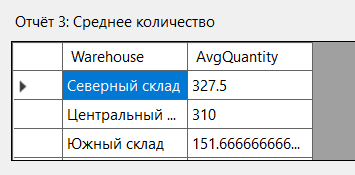 Отчёт 3: Среднее количество
Warehouse AvgQuantity
Северный склад 327.5
Центральный ... 310
Южный склад 151.666666666...